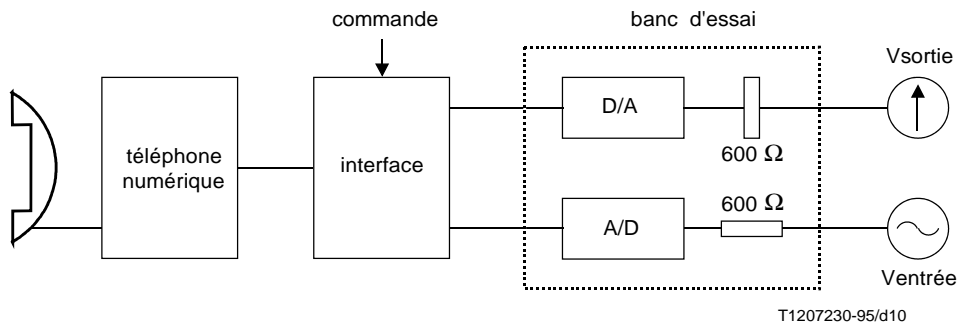 commande
banc d'essai
Vsortie
D/A
téléphone
numérique
interface
600 Ω
600 Ω
A/D
Ventrée
T1207230-95/d10